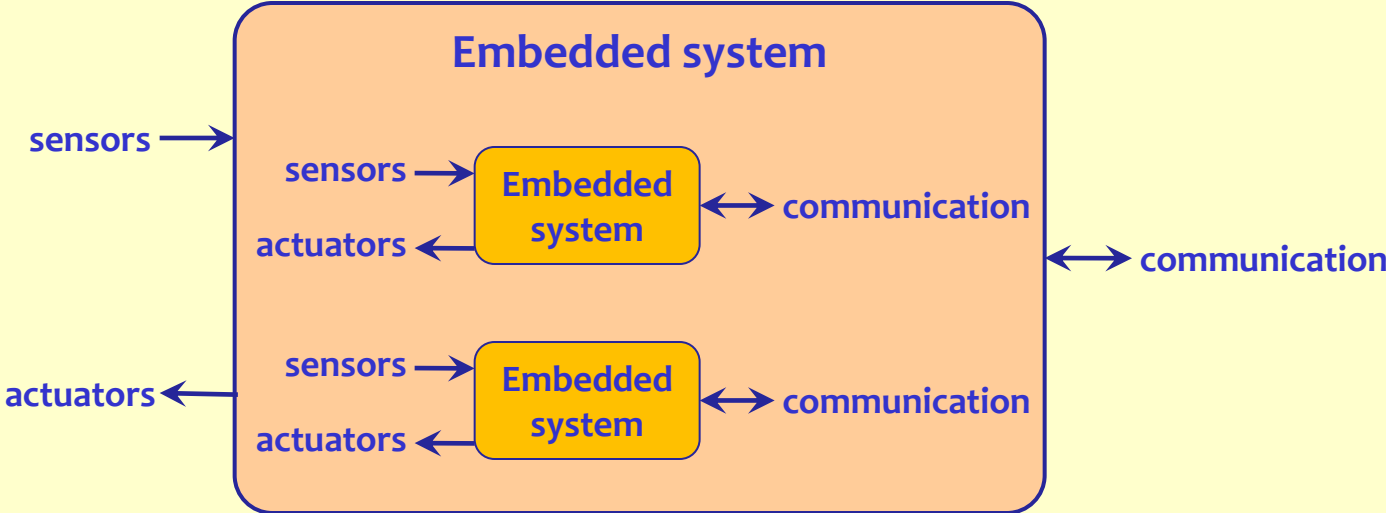 Embedded system
sensors
sensors
Embedded
system
actuators
communication
communication
sensors
Embedded
system
actuators
communication
actuators